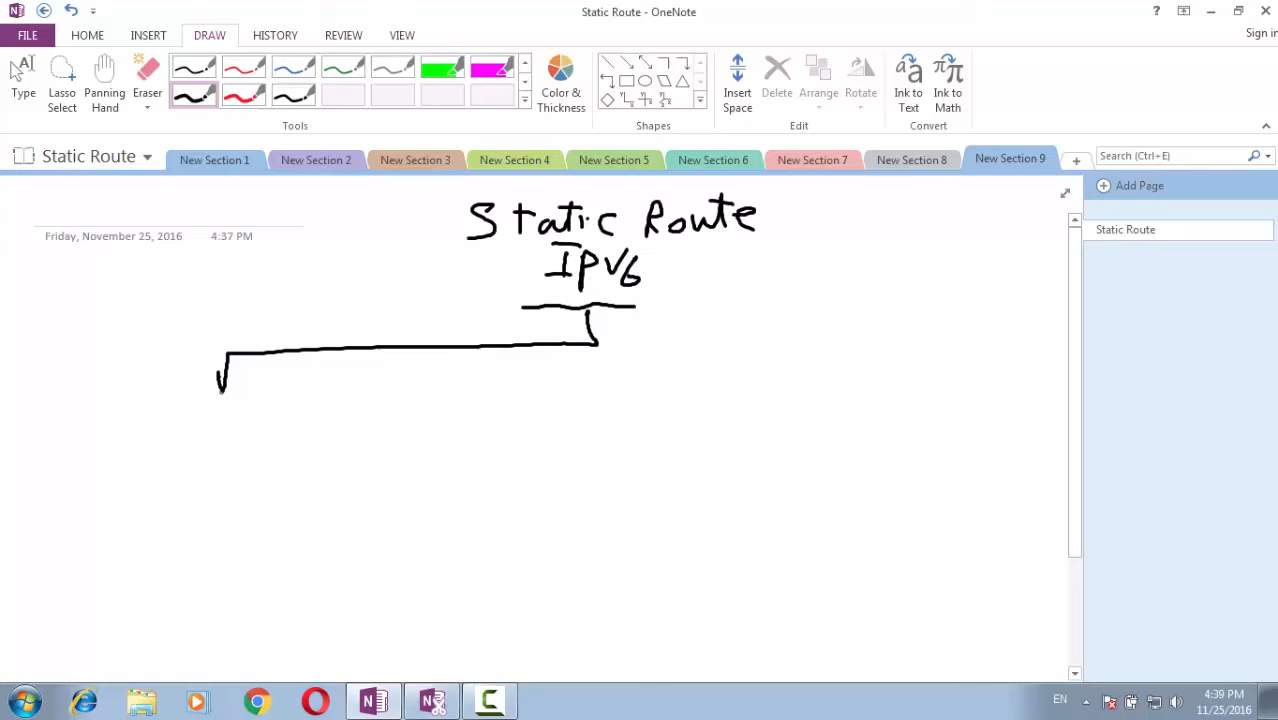 Static Route - OneNote
Sign in
FILE HOME INSERT DRAW HISTORY REVIEW VIEW
Type
Lasso Select
Panning Hand
Eraser
Color & Thickness
Insert Space
Delete
Arrange
Rotate
Ink to Text
Ink to Math
Tools
Shapes
Edit
Convert
Static Route
New Section 1
New Section 2
New Section 3
New Section 4
New Section 5
New Section 6
New Section 7
New Section 8
New Section 9
Search (Ctrl+E)
Add Page
Static Route
Friday, November 25, 2016 4:37 PM
Static Route
IPV6
EN
4:39 PM
11/25/2016